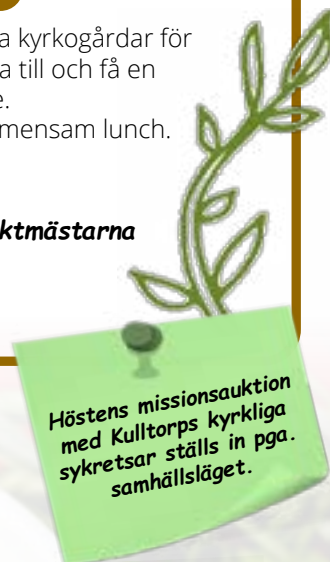 a kyrkogårdar för
a till och få en
e.
mensam lunch.
ktmästarna
Höstens missionsauktion
med Kulltorps kyrkliga
sykretsar ställs in pga.
samhällsläget.